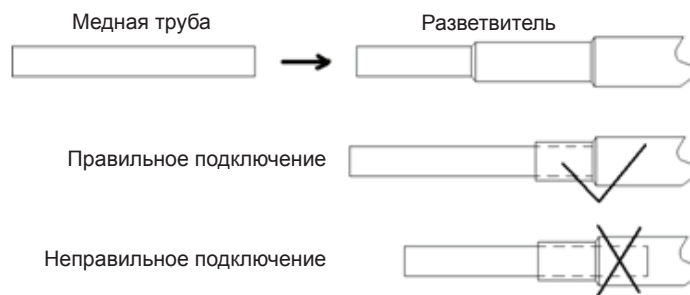 Медная труба
Разветвитель
Правильное подключение
Неправильное подключение